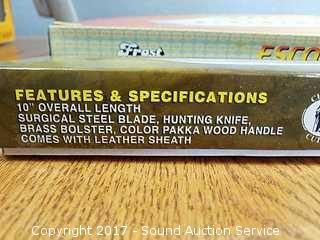 Frost
FEATURES & SPECIFICATIONS
10" OVERALL LENGTH
SURGICAL STEEL BLADE, HUNTING KNIFE,
BRASS BOLSTER, COLOR PAKKA WOOD HANDLE
COMES WITH LEATHER SHEATH
Copyright 2017 - Sound Auction Service